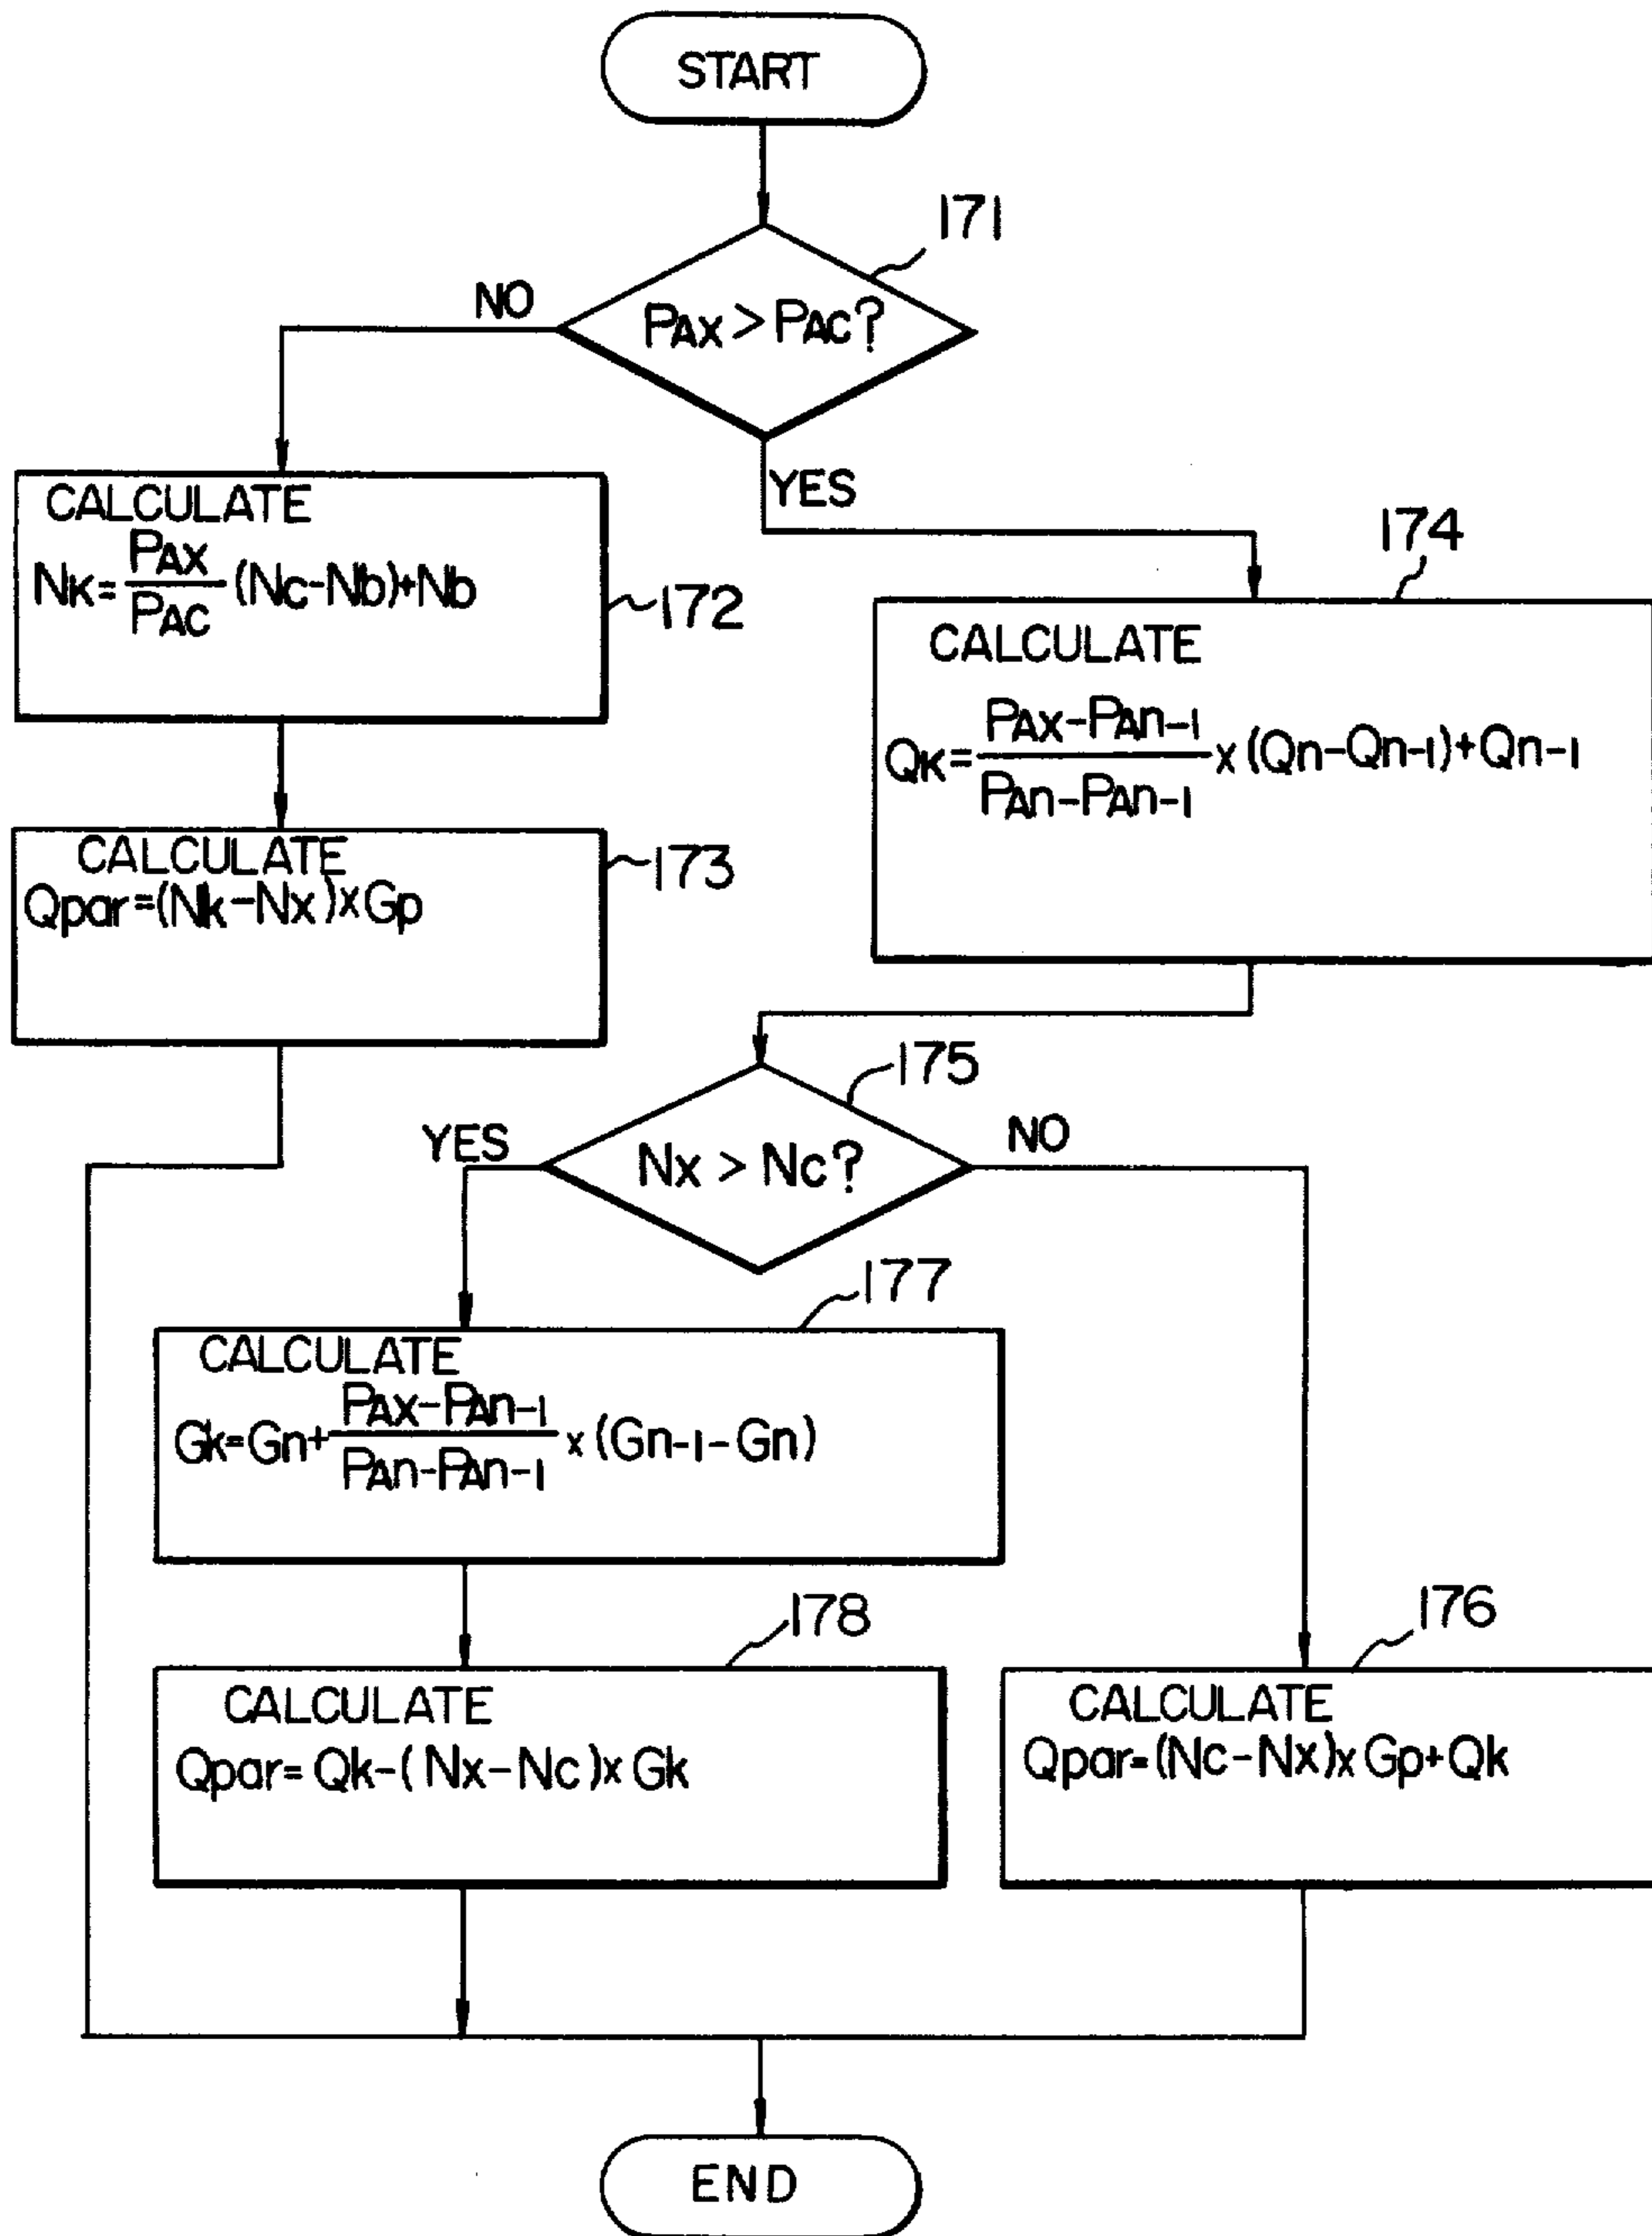 START
171
PAX > PAC?
NO
YES
CALCULATE
NK = PAX / PAC (NC-Nb)+Nb
172
174
CALCULATE
QK = PAX-PAn-1 / PAn-PAn-1 x (Qn-Qn-1)+Qn-1
CALCULATE
Qpar=(Nk-Nx)xGp
173
175
YES
Nx > Nc?
NO
177
CALCULATE
Gk=Gn+ PAX-PAn-1 / PAn-PAn-1 x (Gn-1-Gn)
178
CALCULATE
Qpar= Qk-(Nx-Nc)x Gk
176
CALCULATE
Qpar=(Nc-Nx)x Gp+Qk
END